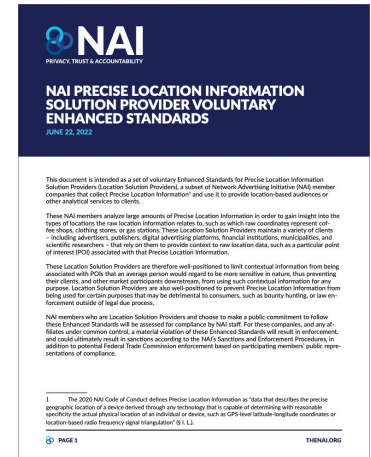 NAI
PRIVACY, TRUST & ACCOUNTABILITY
NAI PRECISE LOCATION INFORMATION
SOLUTION PROVIDER VOLUNTARY
ENHANCED STANDARDS
JUNE 22, 2022
This document is intended as a set of voluntary Enhanced Standards for Precise Location Information
Solution Providers (Location Solution Providers), a subset of Network Advertising Initiative (NAI) member
companies that collect Precise Location Information¹ and use it to provide location-based audiences or
other analytical services to clients.
These NAI members analyze large amounts of Precise Location Information in order to gain insight into the
types of locations the raw location information relates to, such as which raw coordinates represent cof-
fee shops, clothing stores, or gas stations. These Location Solution Providers maintain a variety of clients
– including advertisers, publishers, digital advertising platforms, financial institutions, municipalities, and
scientific researchers – that rely on them to provide context to raw location data, such as a particular point
of interest (POI) associated with that Precise Location Information.
These Location Solution Providers are therefore well-positioned to limit contextual information from being
associated with POIs that an average person would regard to be more sensitive in nature, thus preventing
their clients, and other market participants downstream, from using such contextual information for any
purpose. Location Solution Providers are also well-positioned to prevent Precise Location Information from
being used for certain purposes that may be detrimental to consumers, such as bounty hunting, or law en-
forcement outside of legal due process.
NAI members who are Location Solution Providers and choose to make a public commitment to follow
these Enhanced Standards will be assessed for compliance by NAI staff. For these companies, and any af-
filiates under common control, a material violation of these Enhanced Standards will result in enforcement,
and could ultimately result in sanctions according to the NAI's Sanctions and Enforcement Procedures, in
addition to potential Federal Trade Commission enforcement based on participating members' public repre-
sentations of compliance.
1 The 2020 NAI Code of Conduct defines Precise Location Information as "data that describes the precise
geographic location of a device derived through any technology that is capable of determining with reasonable
specificity the actual physical location of an individual or device, such as GPS-level latitude-longitude coordinates or
location-based radio frequency signal triangulation" (§ I. L.).
PAGE 1
THENAI.ORG